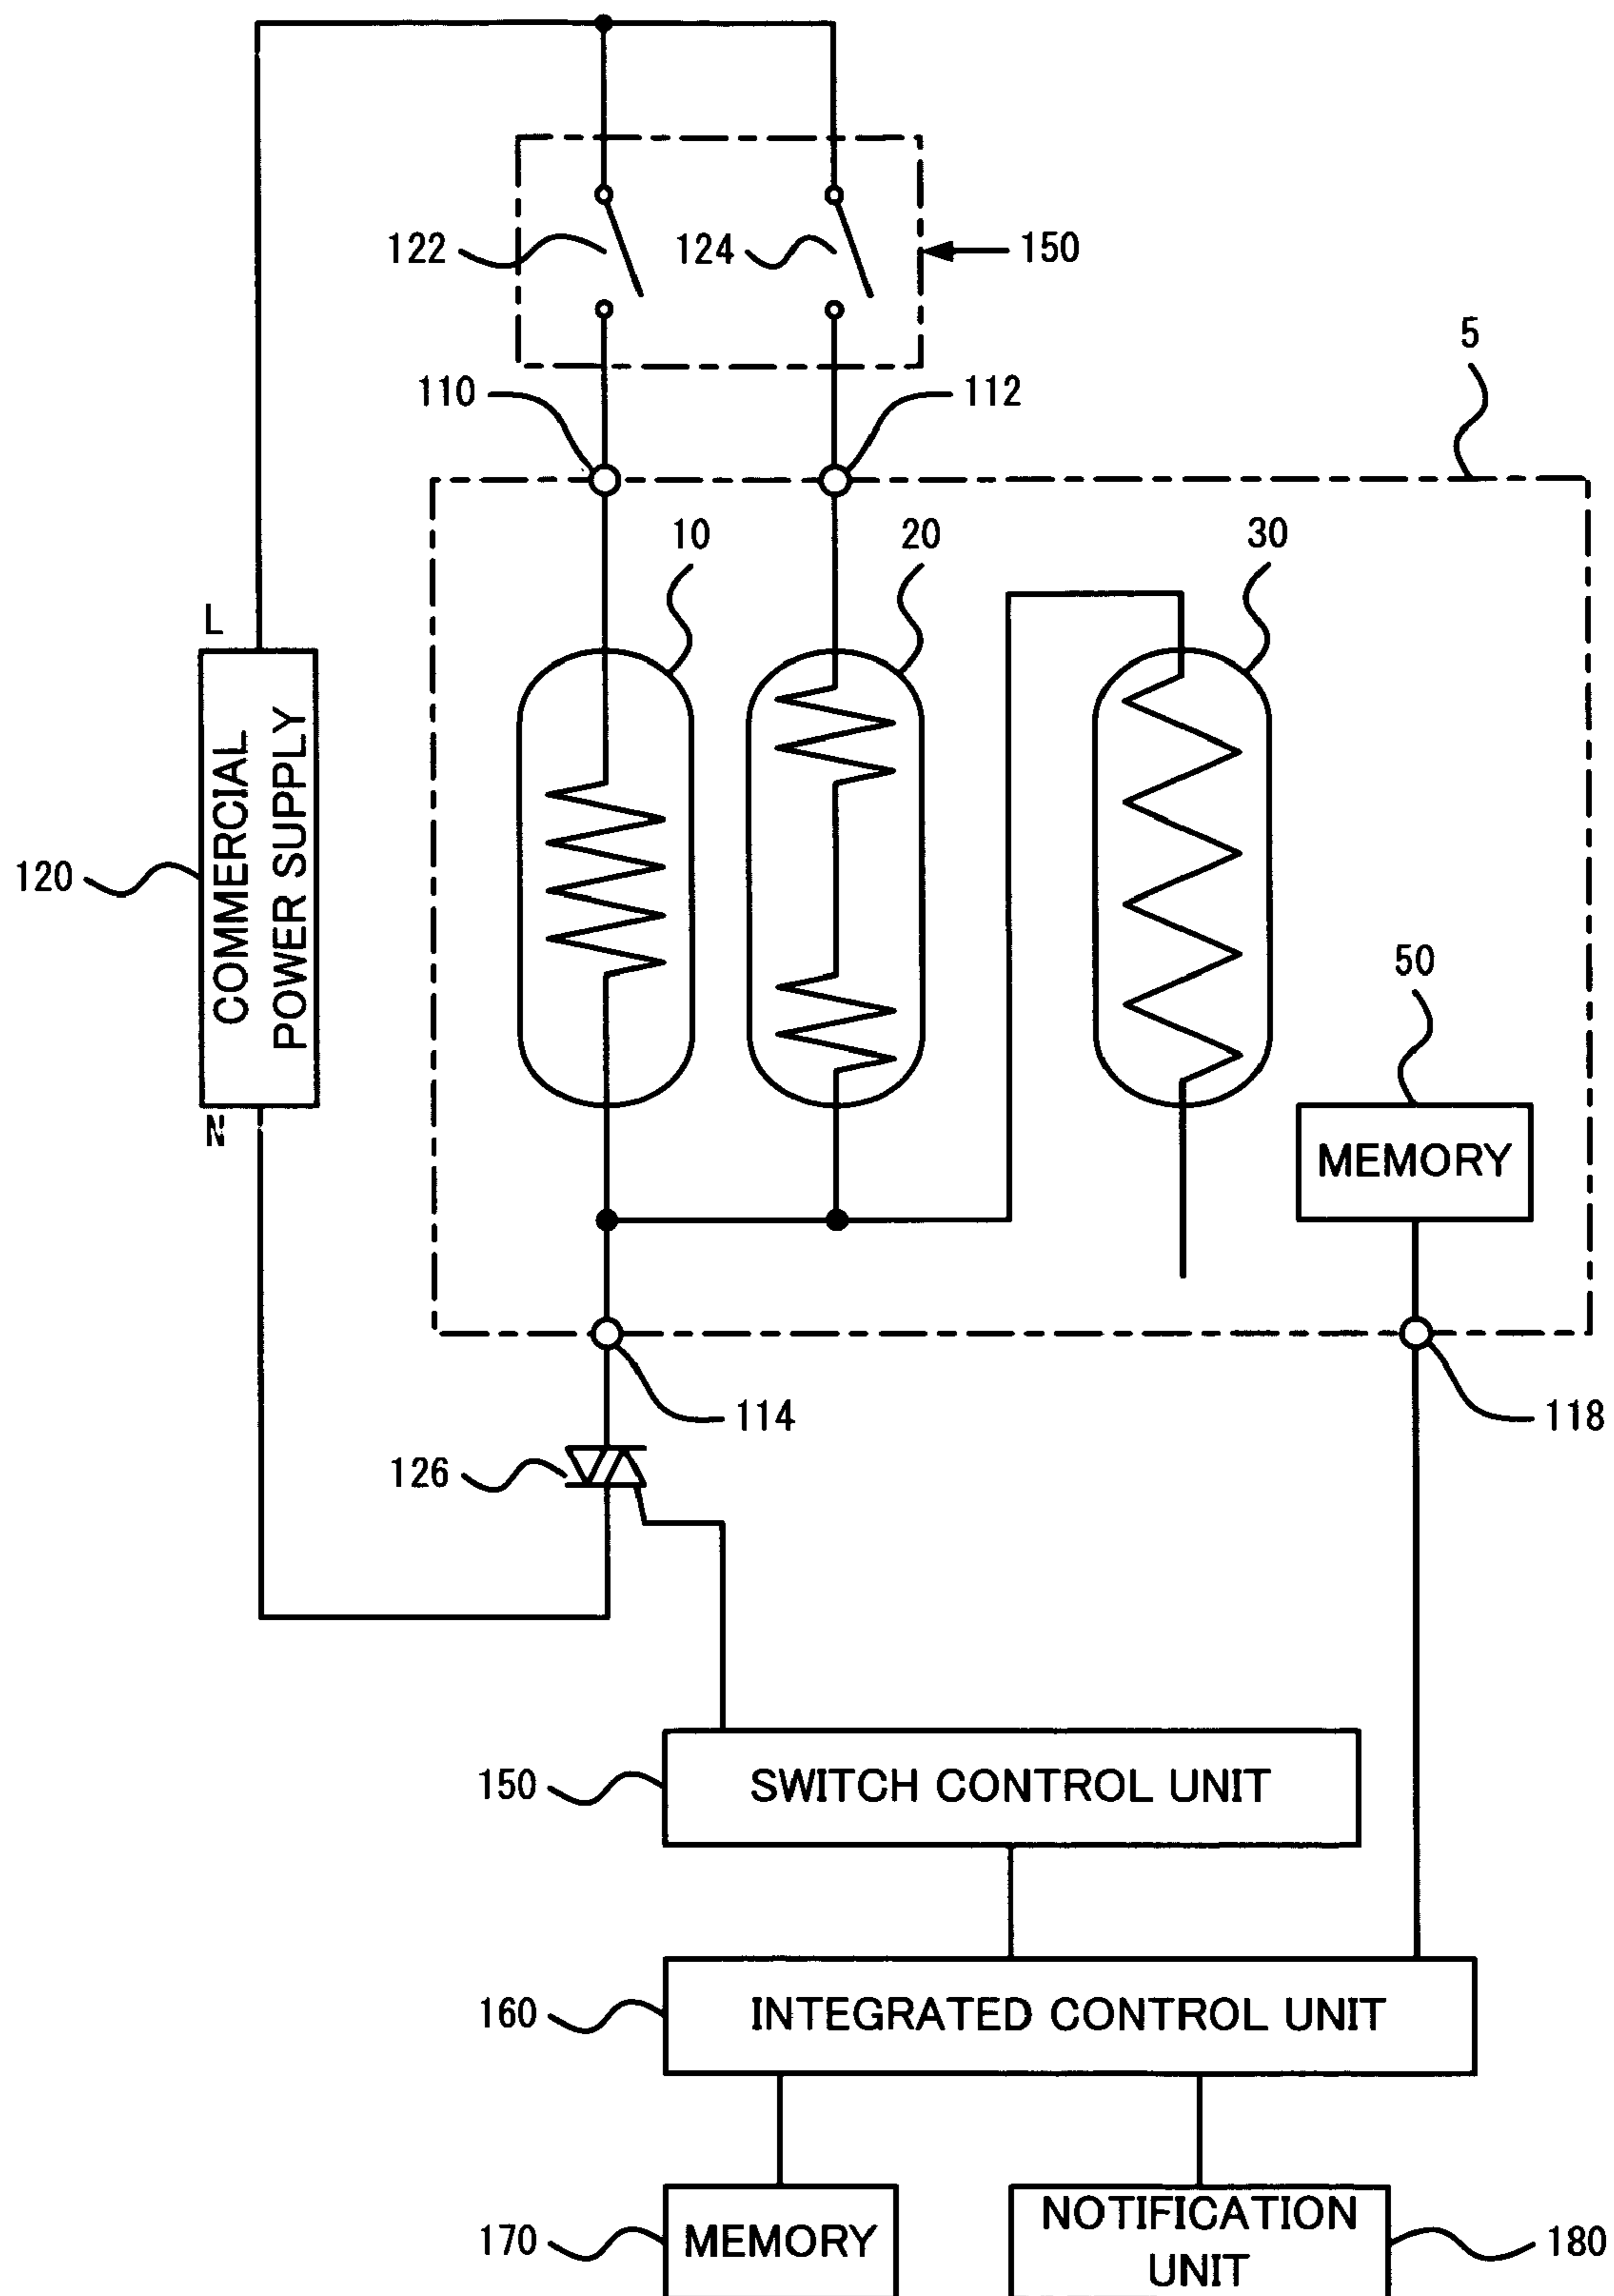 122
124
150
5
110
112
10
20
30
L
120
COMMERCIAL
POWER SUPPLY
50
N
MEMORY
114
118
126
150
SWITCH CONTROL UNIT
160
INTEGRATED CONTROL UNIT
170
MEMORY
NOTIFICATION
UNIT
180